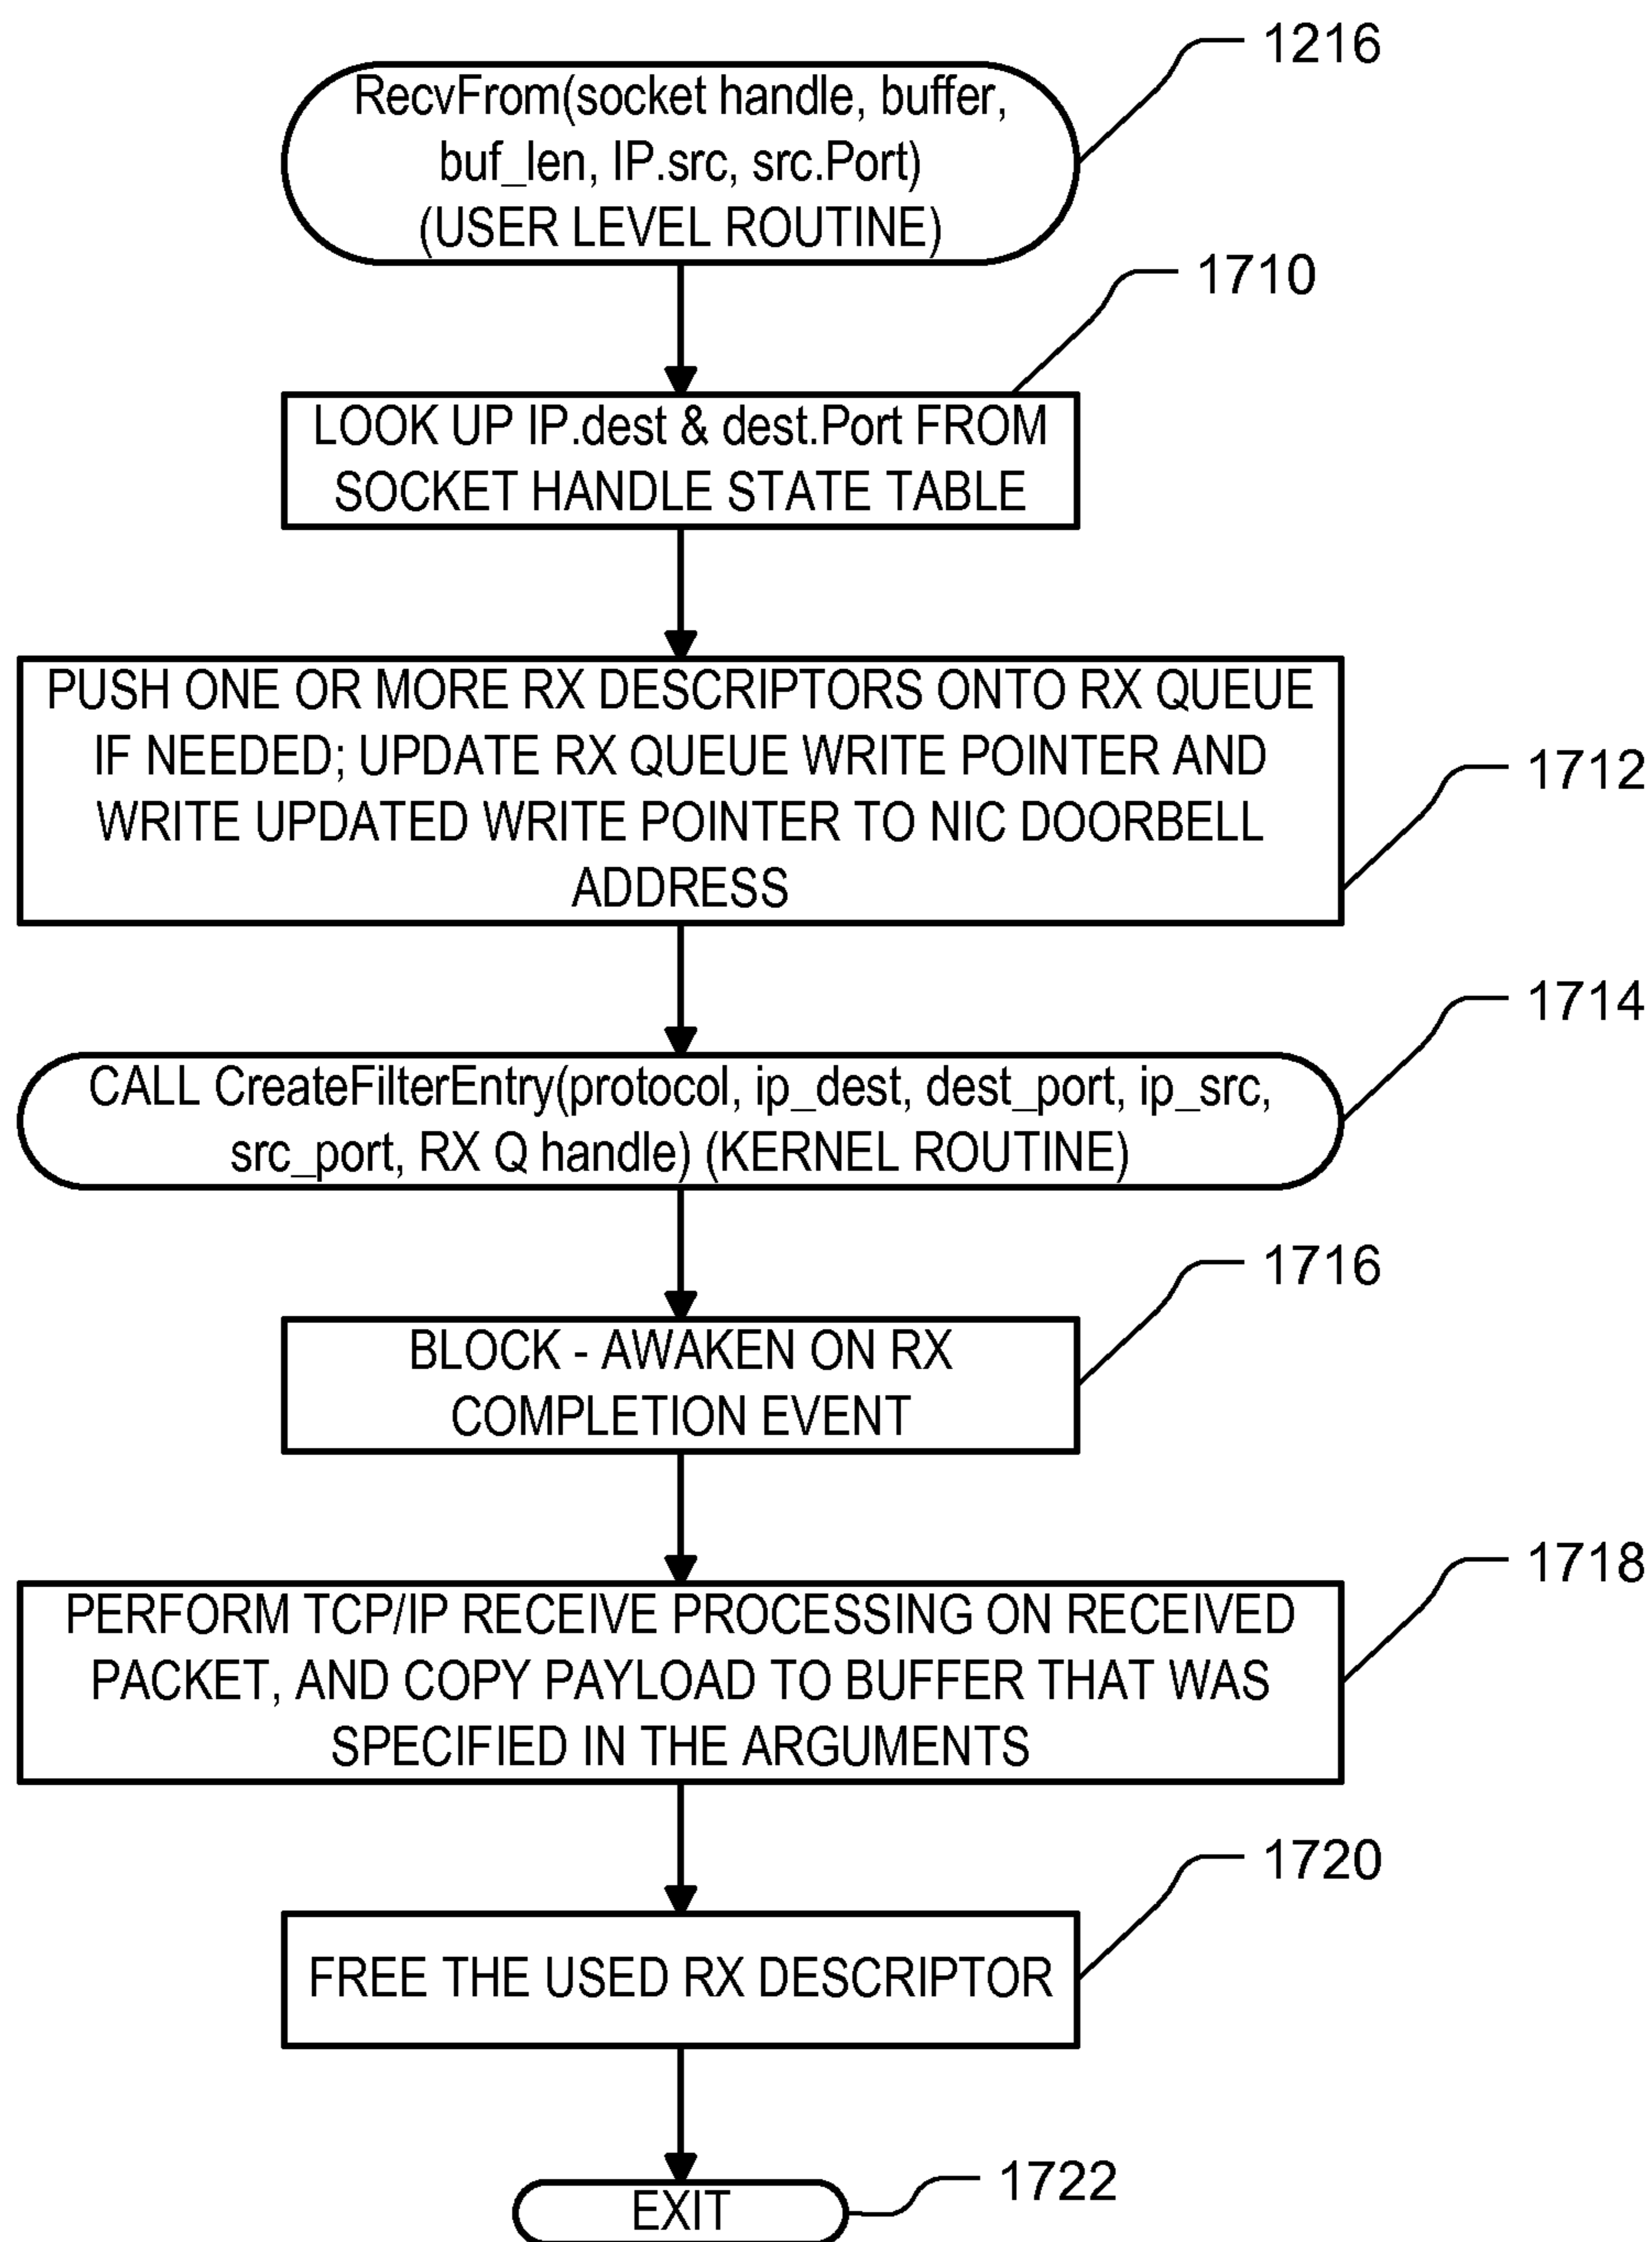 1216
RecvFrom(socket handle, buffer,
buf_len, IP.src, src.Port)
(USER LEVEL ROUTINE)
1710
LOOK UP IP.dest & dest.Port FROM
SOCKET HANDLE STATE TABLE
PUSH ONE OR MORE RX DESCRIPTORS ONTO RX QUEUE
IF NEEDED; UPDATE RX QUEUE WRITE POINTER AND
WRITE UPDATED WRITE POINTER TO NIC DOORBELL
ADDRESS
1712
1714
CALL CreateFilterEntry(protocol, ip_dest, dest_port, ip_src,
src_port, RX Q handle) (KERNEL ROUTINE)
1716
BLOCK - AWAKEN ON RX
COMPLETION EVENT
1718
PERFORM TCP/IP RECEIVE PROCESSING ON RECEIVED
PACKET, AND COPY PAYLOAD TO BUFFER THAT WAS
SPECIFIED IN THE ARGUMENTS
1720
FREE THE USED RX DESCRIPTOR
1722
EXIT